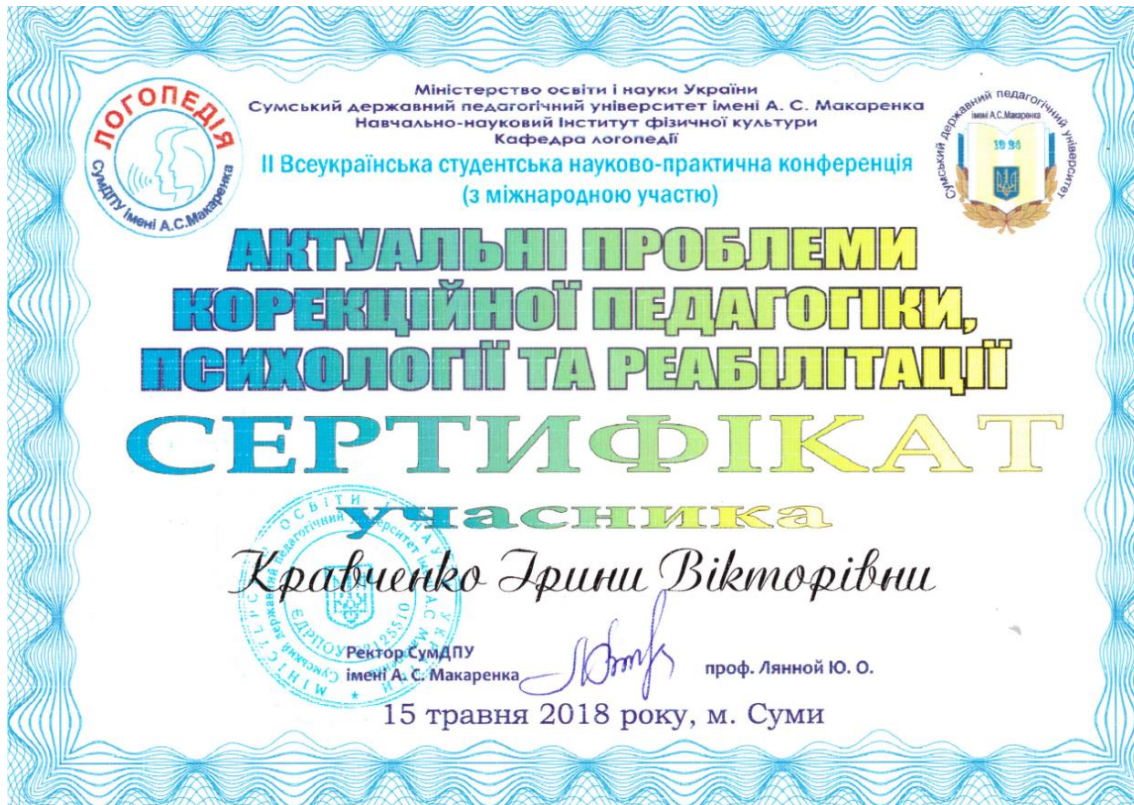 Міністерство освіти і науки України
Сумський державний педагогічний університет імені А. С. Макаренка
Навчально-науковий Інститут фізичної культури
Кафедра логопедії
ІІ Всеукраїнська студентська науково-практична конференція
(з міжнародною участю)
ЛОГОПЕДІЯ
СумДПУ імені А.С.Макаренка
Сумський державний педагогічний університет
імені А.С.Макаренка
АКТУАЛЬНІ ПРОБЛЕМИ
КОРЕКЦІЙНОЇ ПЕДАГОГІКИ,
ПСИХОЛОГІЇ ТА РЕАБІЛІТАЦІЇ
СЕРТИФІКАТ
учасника
Кравченко Ірини Вікторівни
Ректор СумДПУ
імені А. С. Макаренка
проф. Лянной Ю. О.
15 травня 2018 року, м. Суми